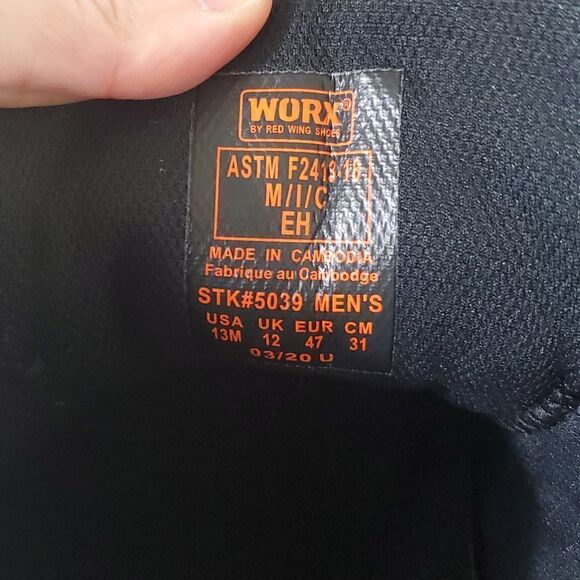 WORX®
BY RED WING SHOES
ASTM F2413-18
M/I/C
EH
MADE IN CAMBODIA
Fabrique au Cambodge
STK#5039 MEN'S
USA UK EUR CM
13M 12 47 31
03/20 U